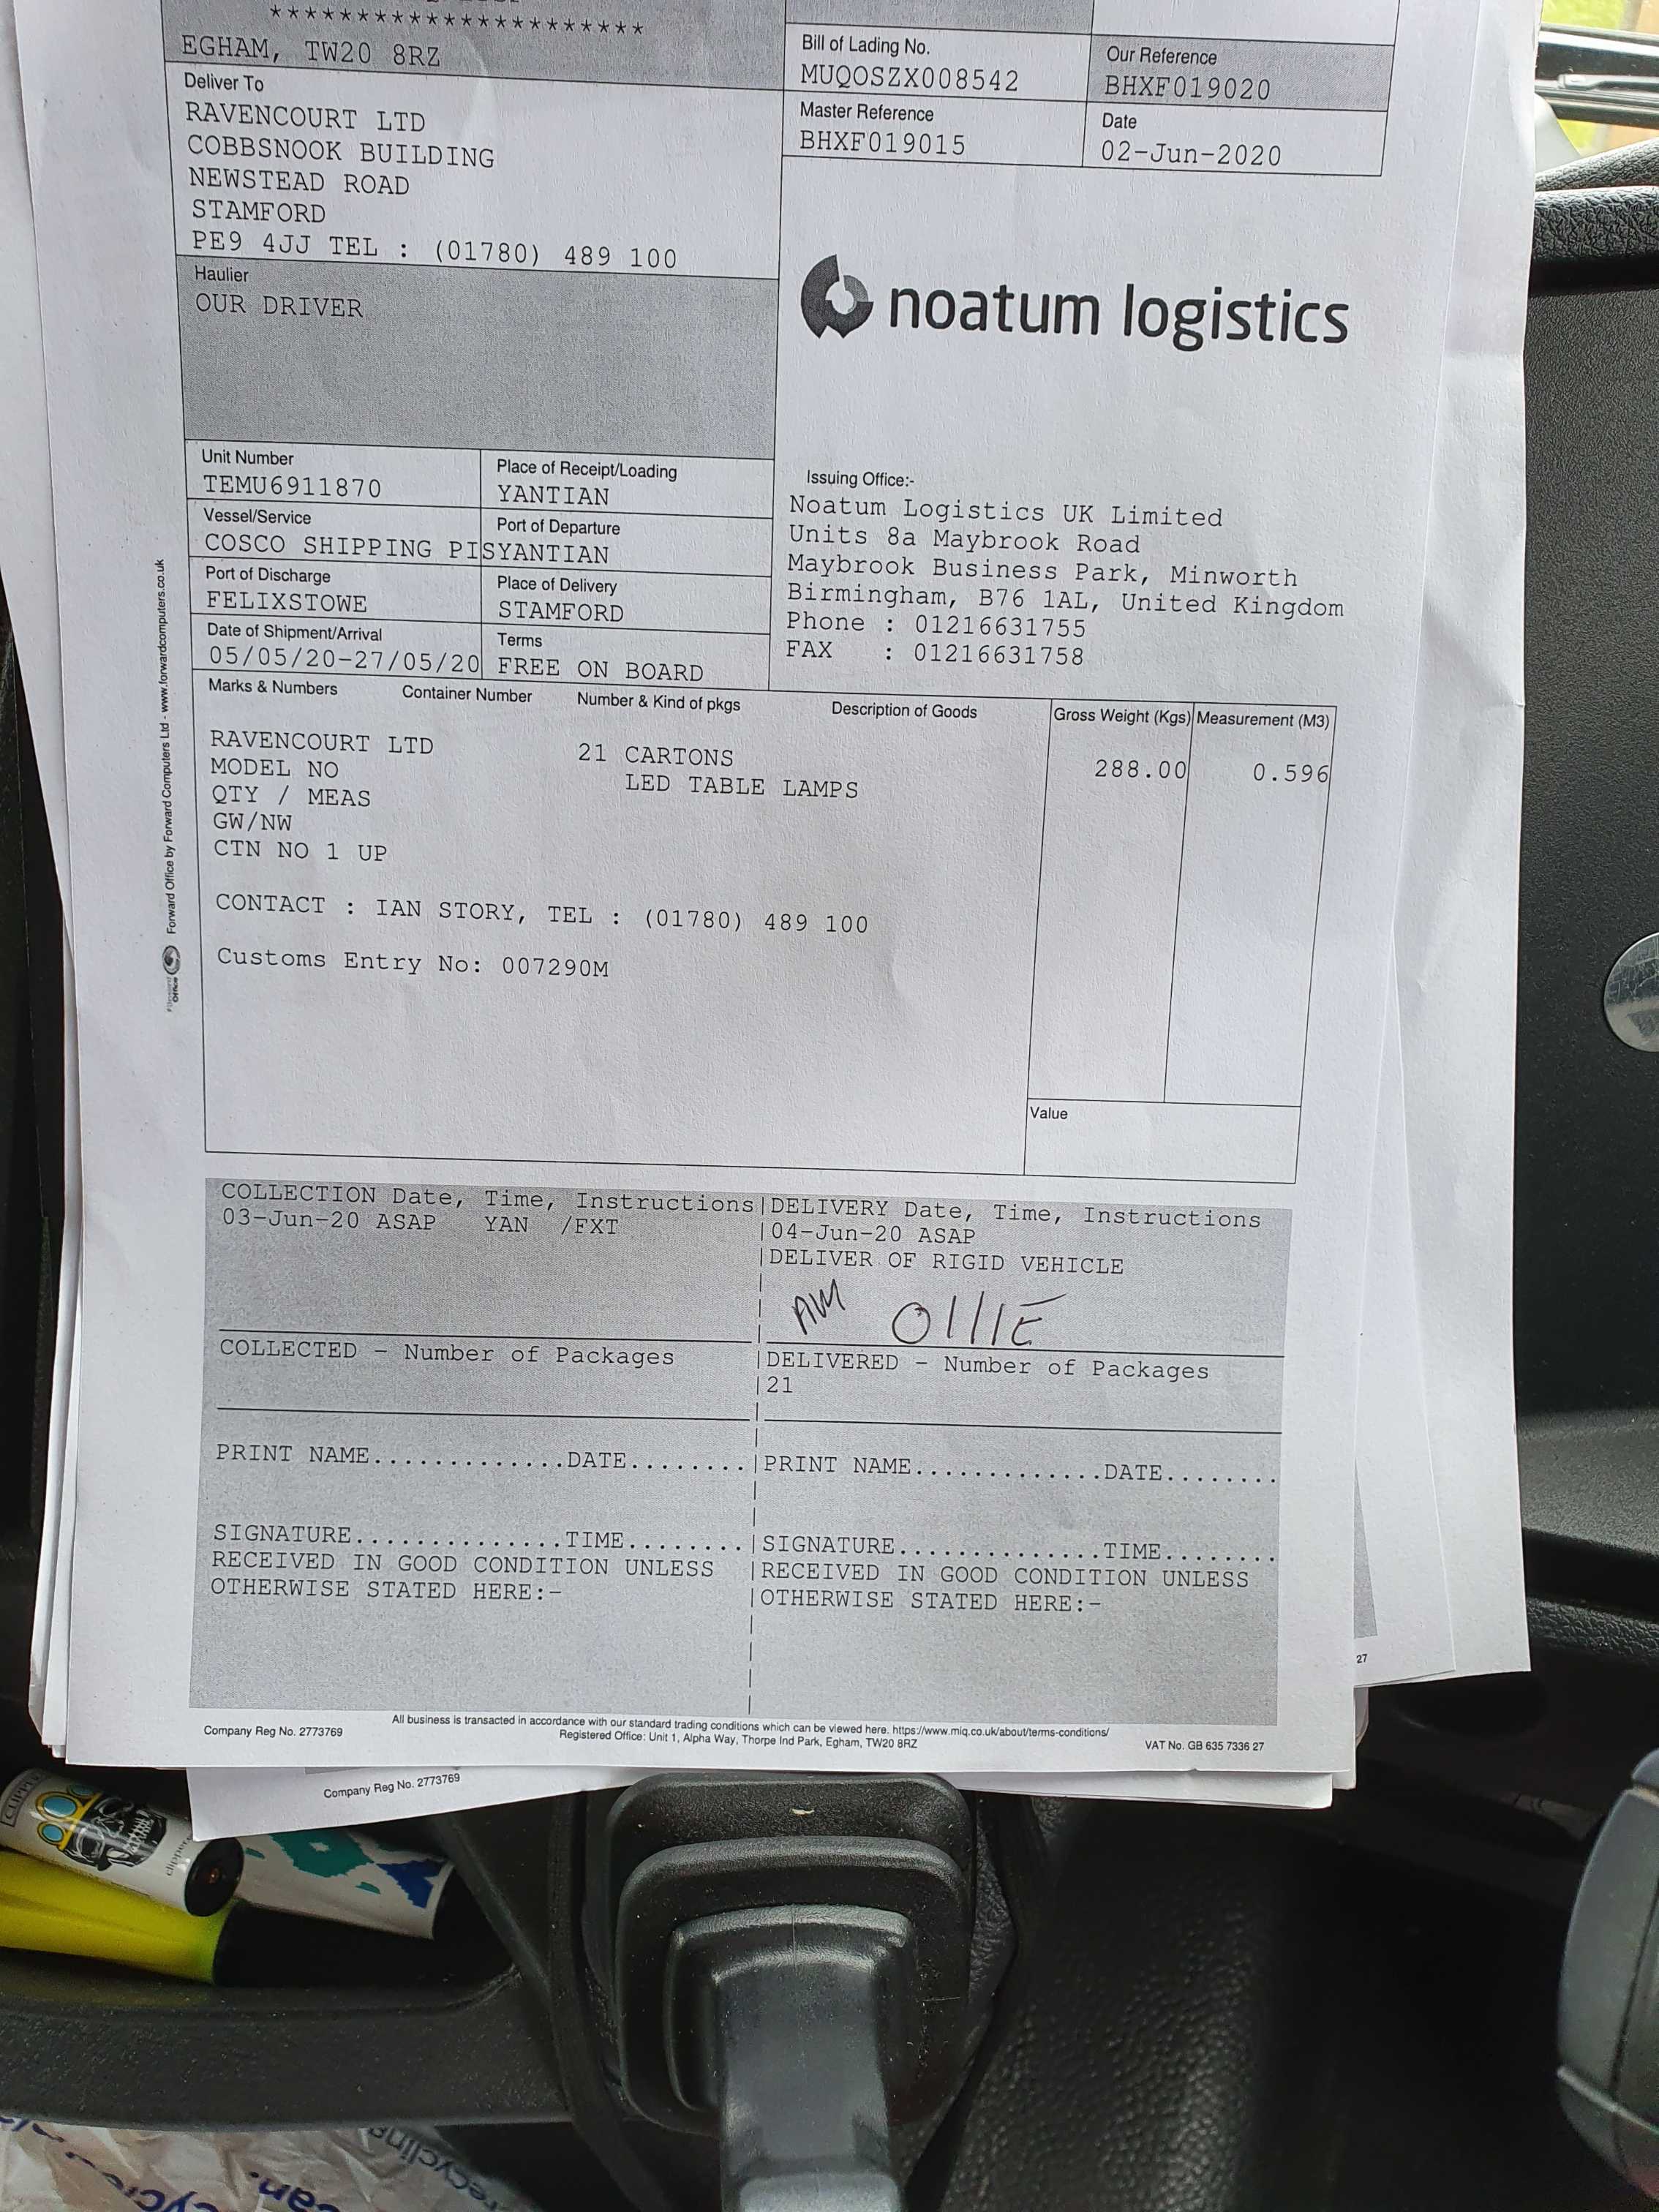 **********************
EGHAM, TW20 8RZ
Bill of Lading No.
MUQOSZX008542
Our Reference
BHXF019020
Master Reference
BHXF019015
Date
02-Jun-2020
Deliver To
RAVENCOURT LTD
COBBSNOOK BUILDING
NEWSTEAD ROAD
STAMFORD
PE9 4JJ TEL : (01780) 489 100
Haulier
OUR DRIVER
noatum logistics
Unit Number
TEMU6911870
Place of Receipt/Loading
YANTIAN
Vessel/Service
COSCO SHIPPING PIS
Port of Departure
YANTIAN
Port of Discharge
FELIXSTOWE
Place of Delivery
STAMFORD
Date of Shipment/Arrival
05/05/20-27/05/20
Terms
FREE ON BOARD
Issuing Office:-
Noatum Logistics UK Limited
Units 8a Maybrook Road
Maybrook Business Park, Minworth
Birmingham, B76 1AL, United Kingdom
Phone : 01216631755
FAX : 01216631758
Marks & Numbers Container Number Number & Kind of pkgs Description of Goods Gross Weight (Kgs) Measurement (M3)
RAVENCOURT LTD 21 CARTONS 288.00 0.596
MODEL NO LED TABLE LAMPS
QTY / MEAS
GW/NW
CTN NO 1 UP
CONTACT : IAN STORY, TEL : (01780) 489 100
Customs Entry No: 007290M
Value
Forward Office by Forward Computers Ltd - www.forwardcomputers.co.uk
COLLECTION Date, Time, Instructions|DELIVERY Date, Time, Instructions
03-Jun-20 ASAP YAN /FXT |04-Jun-20 ASAP
|DELIVER OF RIGID VEHICLE
AM OLLIE
COLLECTED - Number of Packages |DELIVERED - Number of Packages
|21
PRINT NAME.............DATE........|PRINT NAME.............DATE........
SIGNATURE..............TIME........|SIGNATURE..............TIME........
RECEIVED IN GOOD CONDITION UNLESS |RECEIVED IN GOOD CONDITION UNLESS
OTHERWISE STATED HERE:- |OTHERWISE STATED HERE:-
27
Company Reg No. 2773769
All business is transacted in accordance with our standard trading conditions which can be viewed here. https://www.miq.co.uk/about/terms-conditions/
Registered Office: Unit 1, Alpha Way, Thorpe Ind Park, Egham, TW20 8RZ
VAT No. GB 635 7336 27
Company Reg No. 2773769
CLIPPER
clipper